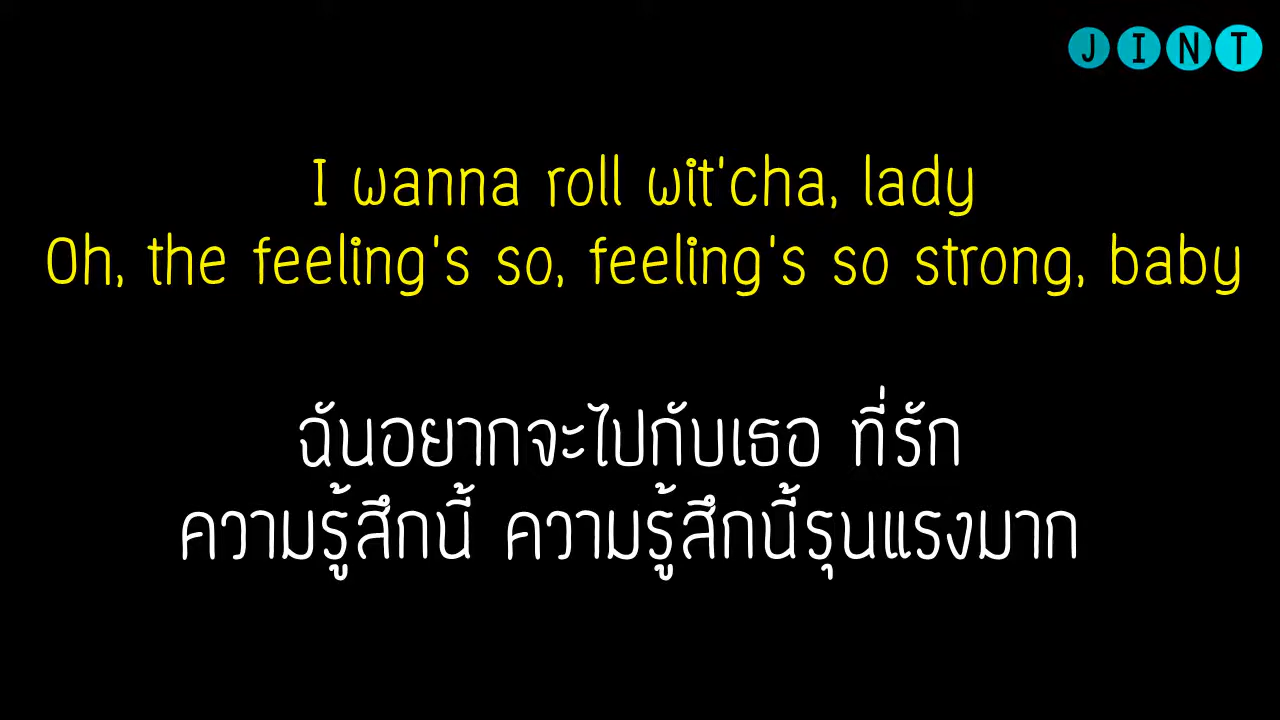 JINT
I wanna roll wit'cha, lady
Oh, the feeling's so, feeling's so strong, baby
ฉันอยากจะไปกับเธอ ที่รัก
ความรู้สึกนี้ ความรู้สึกนี้รุนแรงมาก